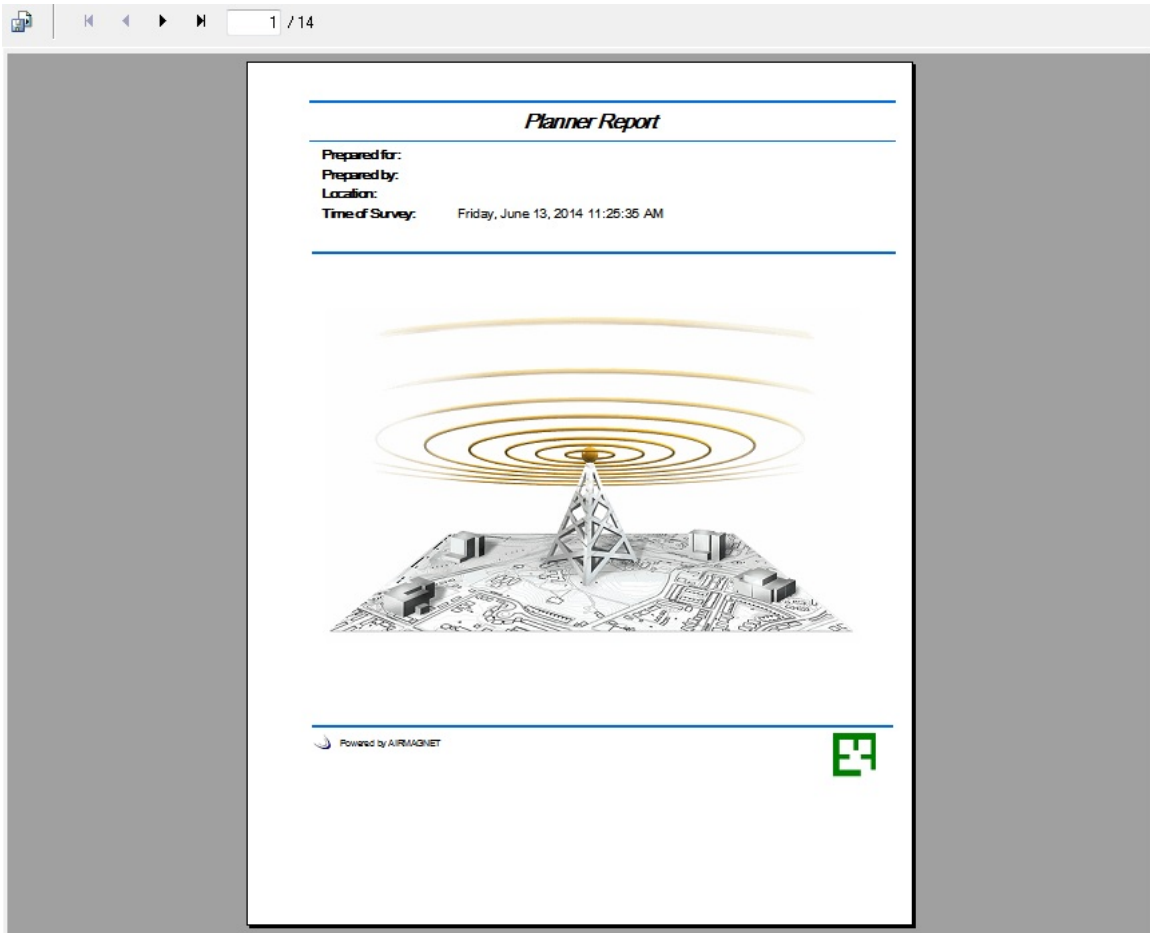 1 / 14
Planner Report
Prepared for:
Prepared by:
Location:
Time of Survey: Friday, June 13, 2014 11:25:35 AM
Powered by AIRMAGNET